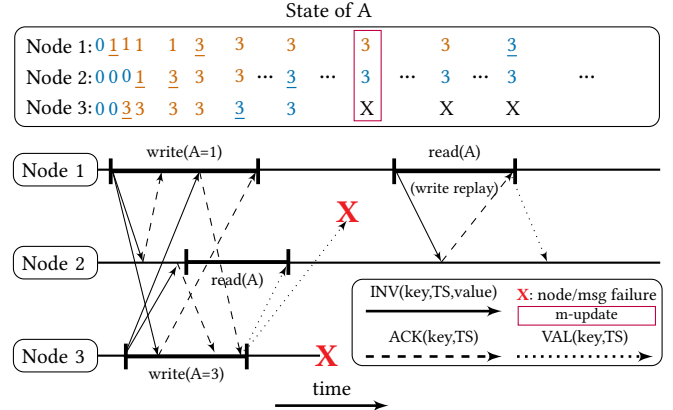 State of A
Node 1: 0 1 1 1 1 3 3 3 3 3 3
Node 2: 0 0 0 1 3 3 3 ... 3 ... 3 ... 3 ... 3 ...
Node 3: 0 0 3 3 3 3 3 3 X X X
write(A=1)
read(A)
Node 1
(write replay)
X
Node 2
read(A)
INV(key,TS,value)
X: node/msg failure
m-update
ACK(key,TS)
VAL(key,TS)
Node 3
X
write(A=3)
time